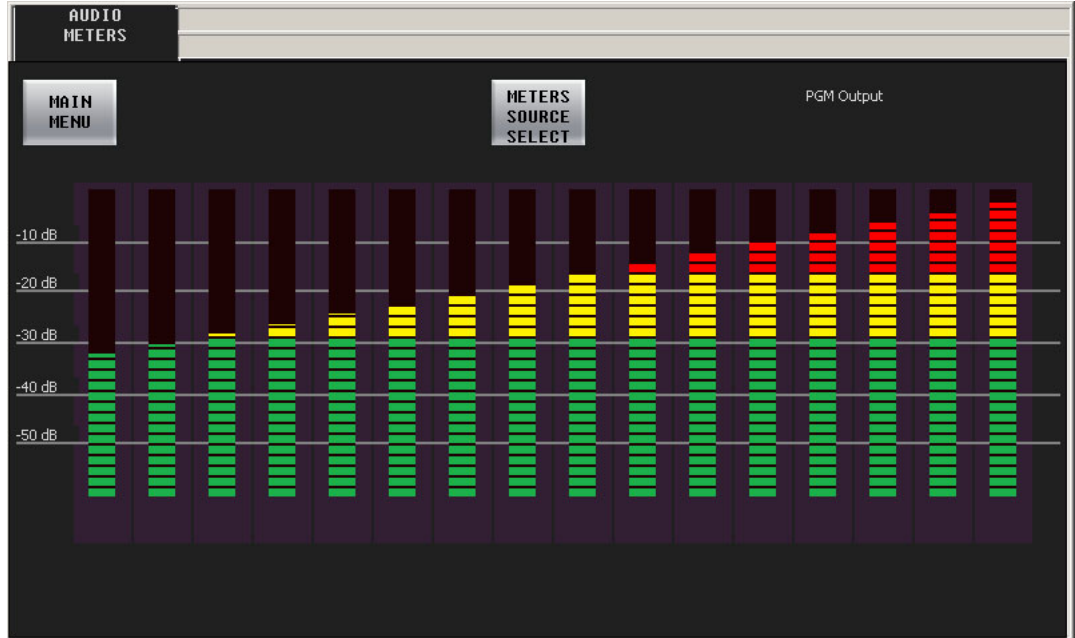 AUDIO
METERS
MAIN
MENU
METERS
SOURCE
SELECT
PGM Output
-10 dB
-20 dB
-30 dB
-40 dB
-50 dB